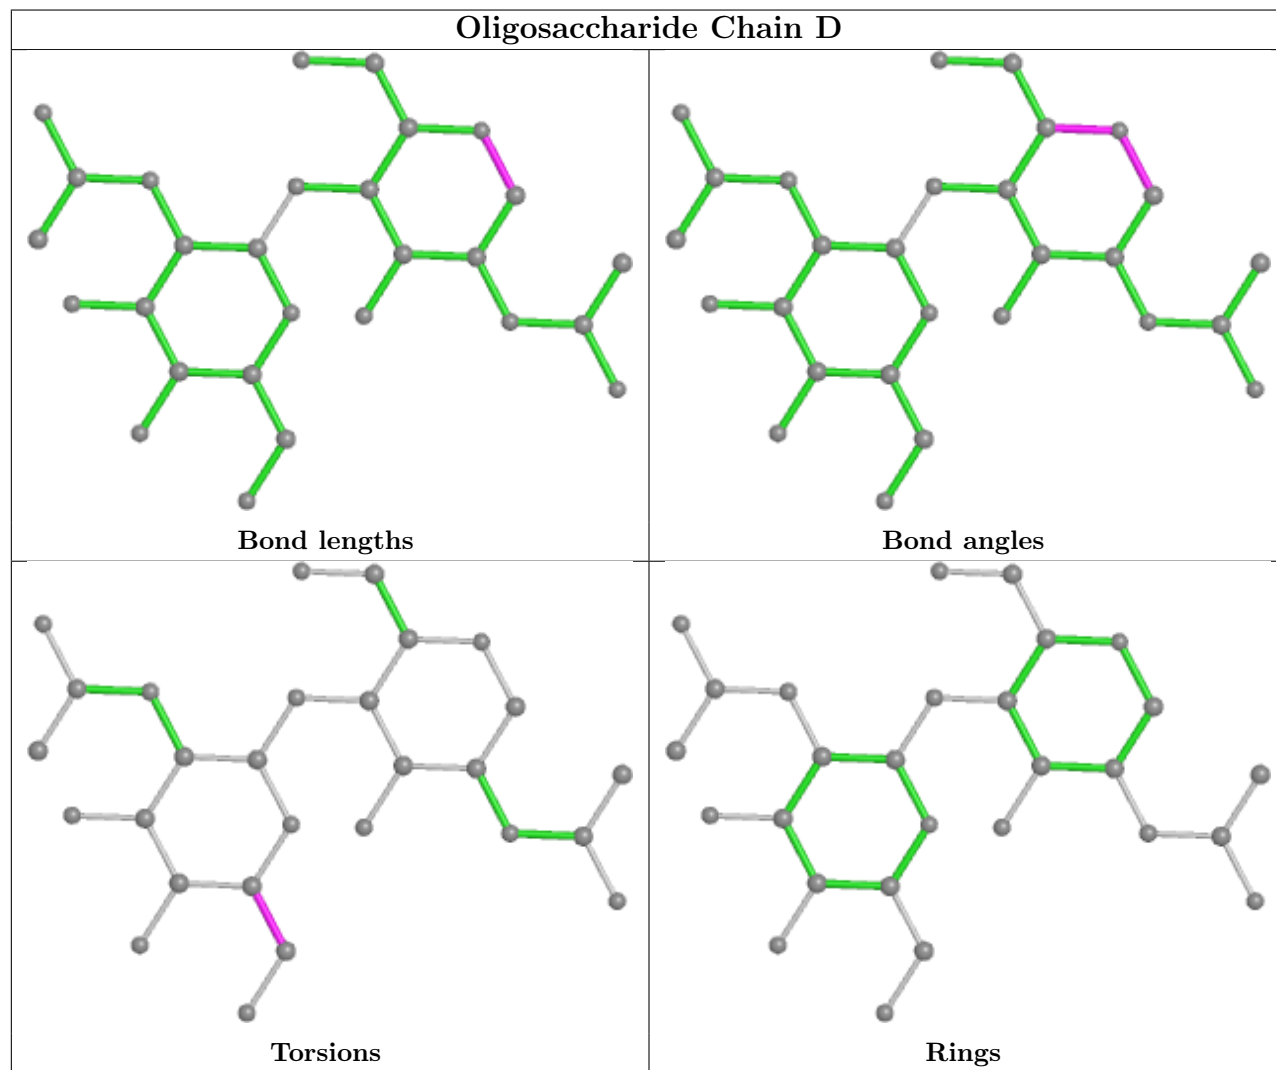 Oligosaccharide Chain D
Bond lengths
Bond angles
Torsions
Rings